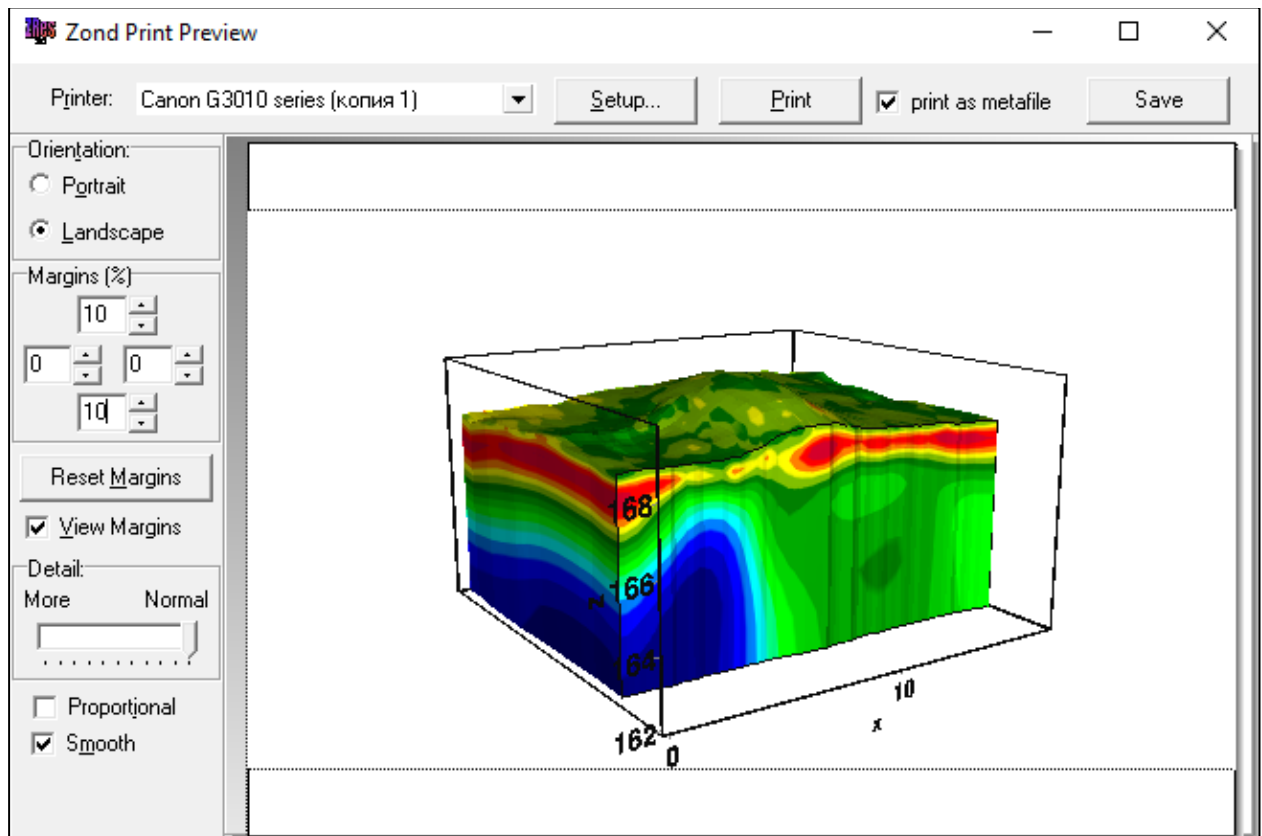 Zond Print Preview
Printer: Canon G3010 series (копия 1) Setup... Print print as metafile Save
Orientation:
Portrait
Landscape
Margins (%)
10
0 0
10
Reset Margins
View Margins
Detail:
More Normal
Proportional
Smooth
168
166
z
164
162
0
10
x